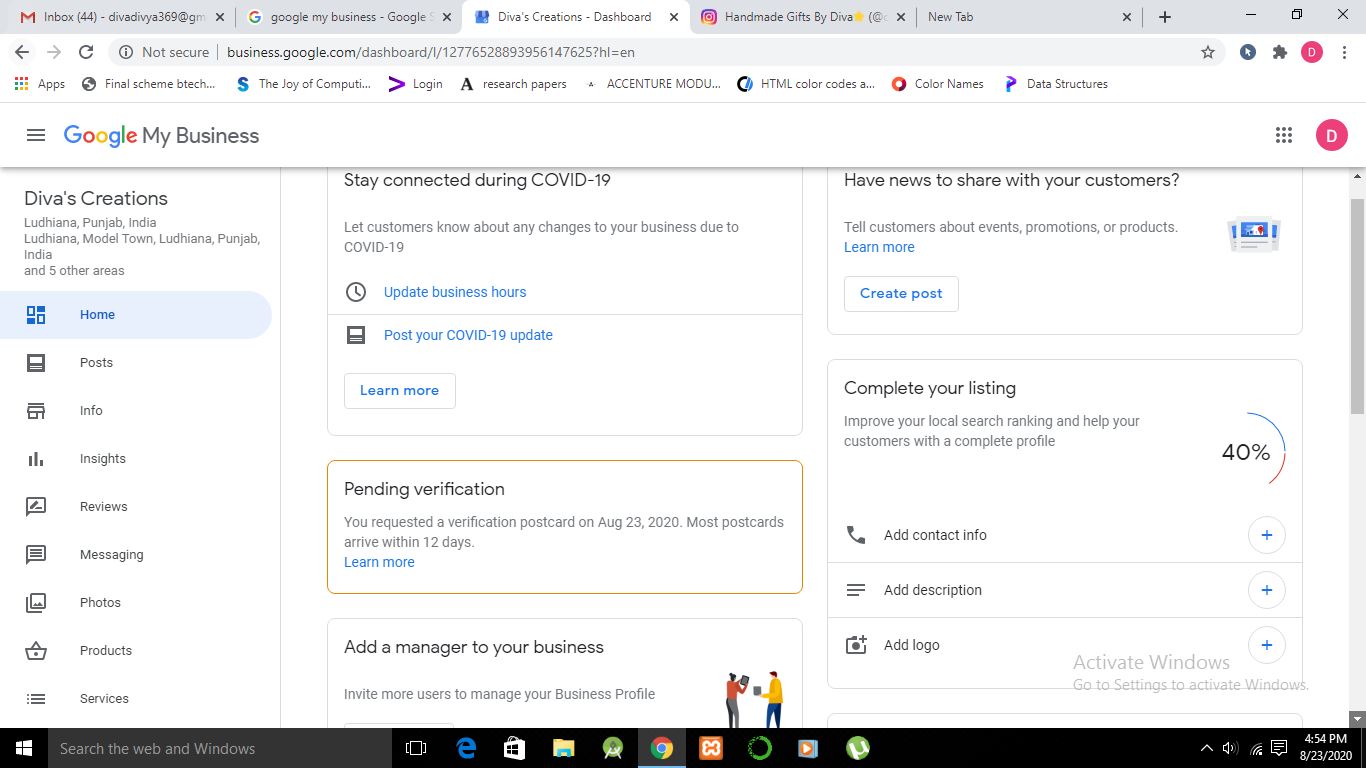 Inbox (44) - divadivya369@gm
google my business - Google S
Diva's Creations - Dashboard
Handmade Gifts By Diva⭐ (@c
New Tab
Not secure
business.google.com/dashboard/l/12776528893956147625?hl=en
D
Apps
Final scheme btech...
The Joy of Computi...
Login
research papers
ACCENTURE MODU...
HTML color codes a...
Color Names
Data Structures
Google My Business
D
Diva's Creations
Ludhiana, Punjab, India
Ludhiana, Model Town, Ludhiana, Punjab,
India
and 5 other areas
Home
Posts
Info
Insights
Reviews
Messaging
Photos
Products
Services
Stay connected during COVID-19
Let customers know about any changes to your business due to
COVID-19
Update business hours
Post your COVID-19 update
Learn more
Pending verification
You requested a verification postcard on Aug 23, 2020. Most postcards
arrive within 12 days.
Learn more
Add a manager to your business
Invite more users to manage your Business Profile
Have news to share with your customers?
Tell customers about events, promotions, or products.
Learn more
Create post
Complete your listing
Improve your local search ranking and help your
customers with a complete profile
40%
Add contact info
Add description
Add logo
Activate Windows
Go to Settings to activate Windows.
Search the web and Windows
4:54 PM
8/23/2020